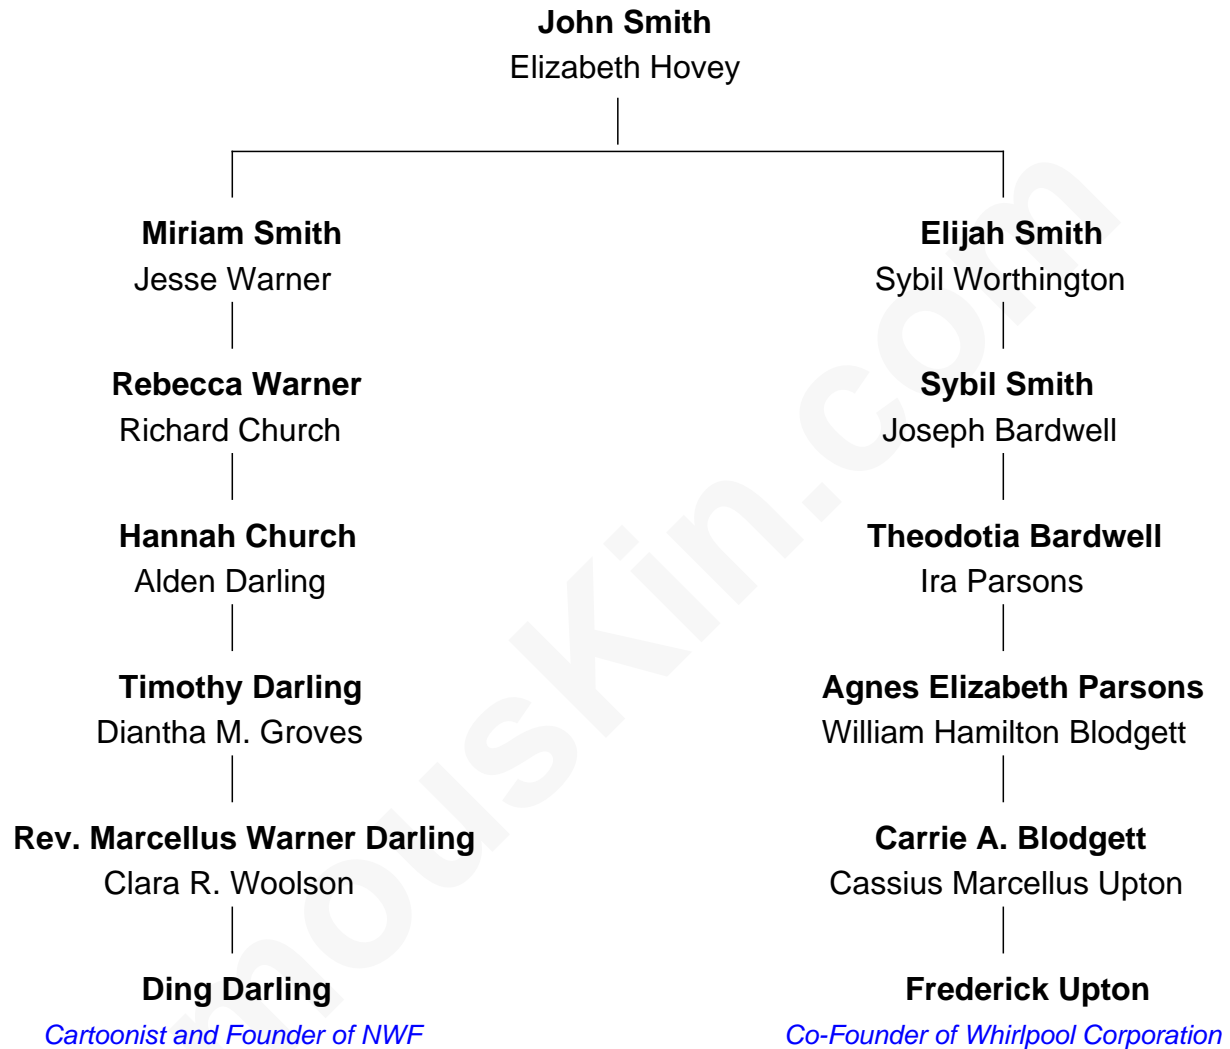 John Smith
Elizabeth Hovey
Miriam Smith
Jesse Warner
Elijah Smith
Sybil Worthington
Rebecca Warner
Richard Church
Sybil Smith
Joseph Bardwell
Hannah Church
Alden Darling
Theodotia Bardwell
Ira Parsons
Timothy Darling
Diantha M. Groves
Agnes Elizabeth Parsons
William Hamilton Blodgett
Rev. Marcellus Warner Darling
Clara R. Woolson
Carrie A. Blodgett
Cassius Marcellus Upton
Ding Darling
Cartoonist and Founder of NWF
Frederick Upton
Co-Founder of Whirlpool Corporation
mousKin.com